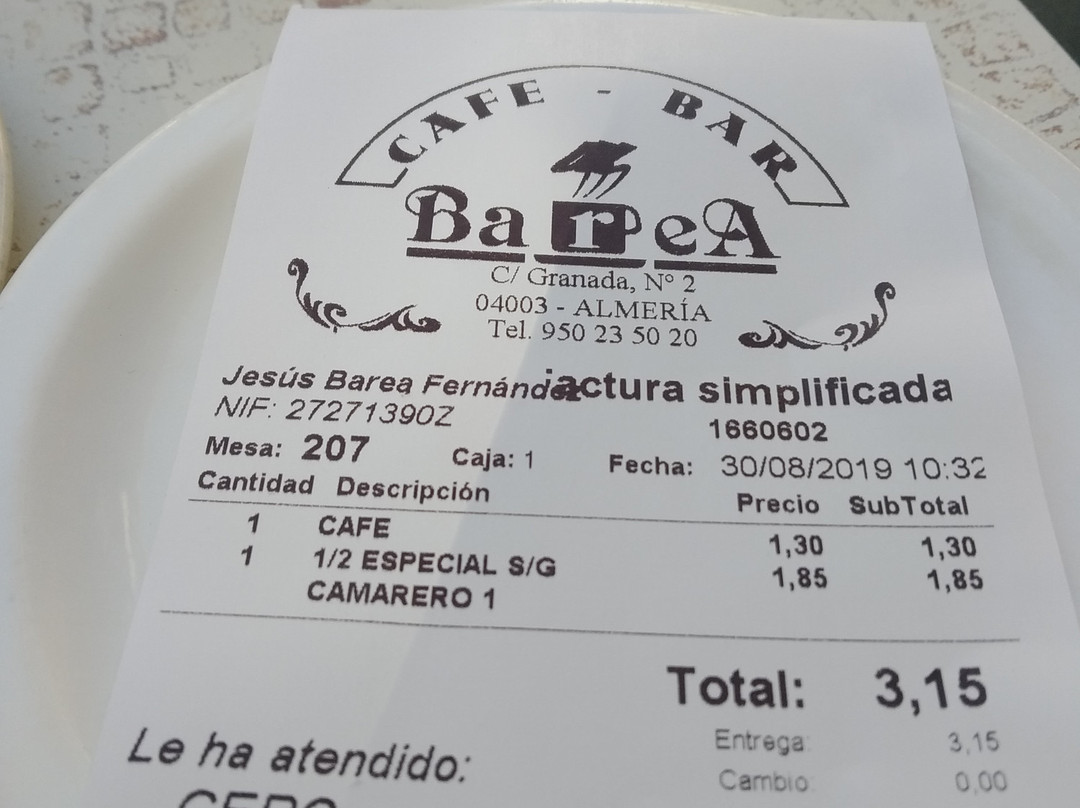 CAFE - BAR
BareA
C/ Granada, Nº 2
04003 - ALMERÍA
Tel. 950 23 50 20
Jesús Barea Fernández actura simplificada
NIF: 27271390Z
1660602
Mesa: 207 Caja: 1 Fecha: 30/08/2019 10:32
Cantidad Descripción Precio SubTotal
1 CAFE 1,30 1,30
1 1/2 ESPECIAL S/G 1,85 1,85
CAMARERO 1
Total: 3,15
Entrega: 3,15
Cambio: 0,00
Le ha atendido: